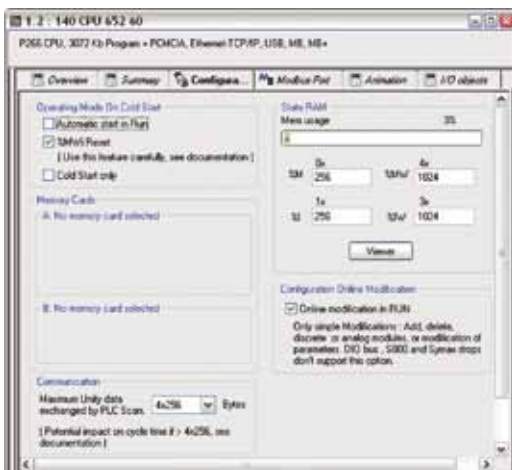 1.2 : 140 CPU 652 60
P266 CPU, 3072 Kb Program + PCMCIA, Ethernet-TCP/IP, USB, MB, MB+
Overview
Summary
Configura...
Modbus Port
Animation
I/O objects
Operating Mode On Cold Start
Automatic start in Run
%MWi Reset
( Use this feature carefully, see documentation )
Cold Start only
Memory Cards
A: No memory card selected
B: No memory card selected
Communication
Maximum Unity data
exchanged by PLC Scan.
4x256
Bytes
( Potential impact on cycle time if > 4x256, see
documentation )
State RAM
Mem usage 3%
0x 4x
%M 256 %MW 1024
1x 3x
%I 256 %IW 1024
Viewer
Configuration Online Modification
Online modification in RUN
Only simple Modifications : Add, delete,
discrete or analog modules, or modification of
parameters. DIO bus , S800 and Symax drops
don't support this option.